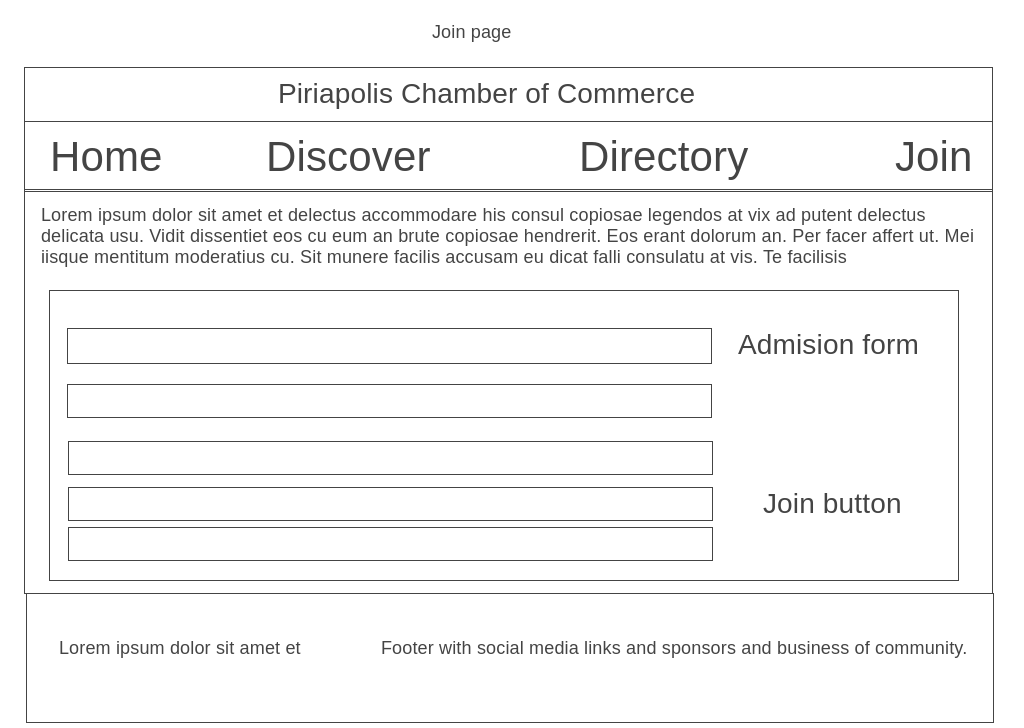 Join page
Piriapolis Chamber of Commerce
Home Discover Directory Join
Lorem ipsum dolor sit amet et delectus accommodare his consul copiosae legendos at vix ad putent delectus
delicata usu. Vidit dissentiet eos cu eum an brute copiosae hendrerit. Eos erant dolorum an. Per facer affert ut. Mei
iisque mentitum moderatius cu. Sit munere facilis accusam eu dicat falli consulatu at vis. Te facilisis
Admision form
Join button
Lorem ipsum dolor sit amet et Footer with social media links and sponsors and business of community.